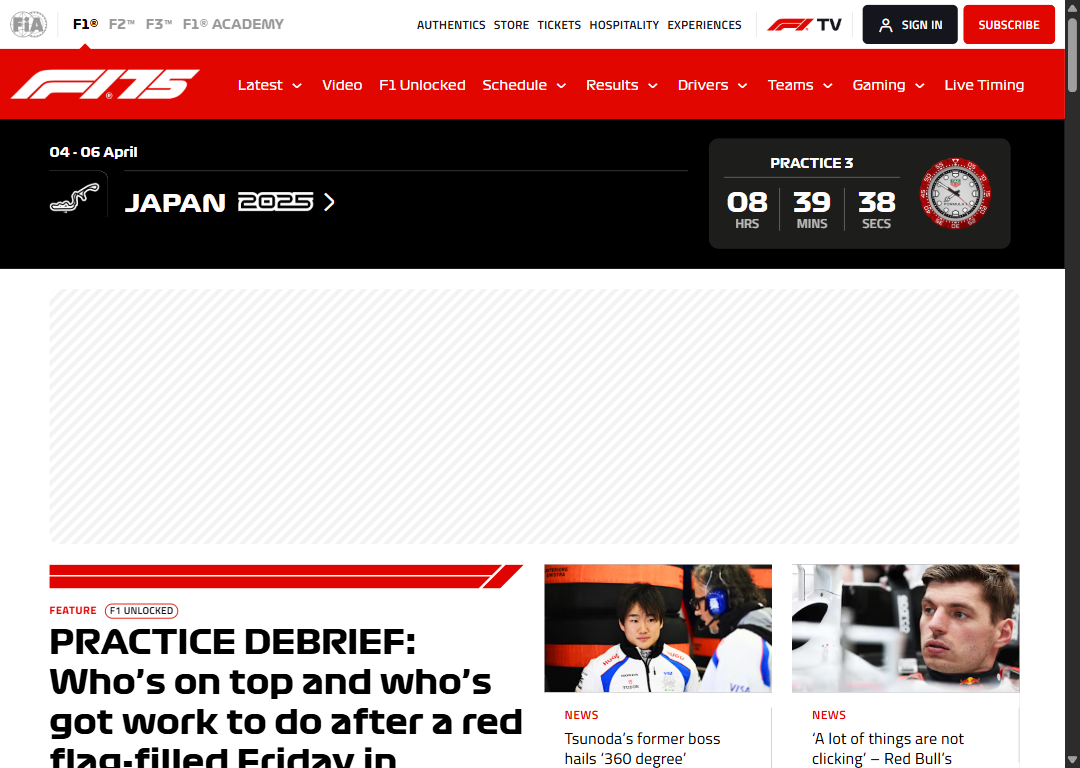 FiA F1® F2™ F3™ F1® ACADEMY AUTHENTICS STORE TICKETS HOSPITALITY EXPERIENCES F1 TV SIGN IN SUBSCRIBE
F1 75 Latest Video F1 Unlocked Schedule Results Drivers Teams Gaming Live Timing
04 - 06 April
JAPAN 2025
PRACTICE 3
08 39 38
HRS MINS SECS
FEATURE F1 UNLOCKED
PRACTICE DEBRIEF:
Who's on top and who's
got work to do after a red
flag-filled Friday in
NEWS
Tsunoda's former boss
hails '360 degree'
NEWS
'A lot of things are not
clicking' – Red Bull's